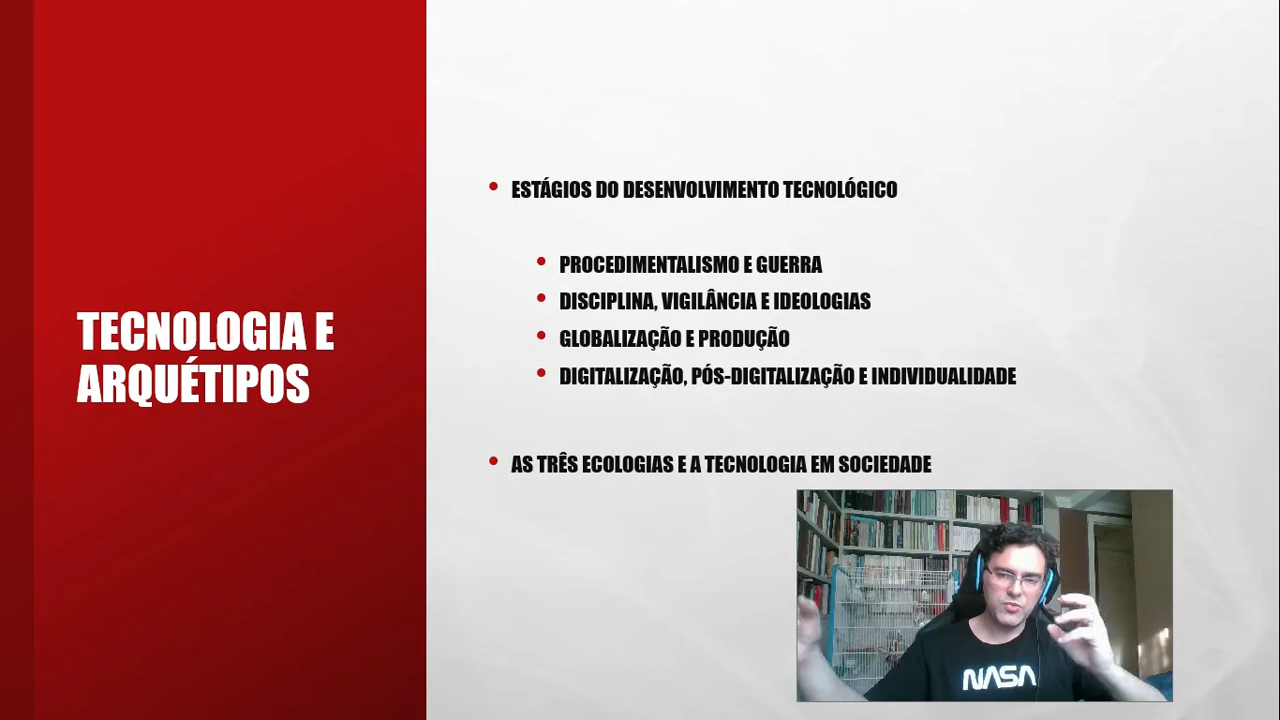 TECNOLOGIA E
ARQUÉTIPOS
ESTÁGIOS DO DESENVOLVIMENTO TECNOLÓGICO
PROCEDIMENTALISMO E GUERRA
DISCIPLINA, VIGILÂNCIA E IDEOLOGIAS
GLOBALIZAÇÃO E PRODUÇÃO
DIGITALIZAÇÃO, PÓS-DIGITALIZAÇÃO E INDIVIDUALIDADE
AS TRÊS ECOLOGIAS E A TECNOLOGIA EM SOCIEDADE
NASA